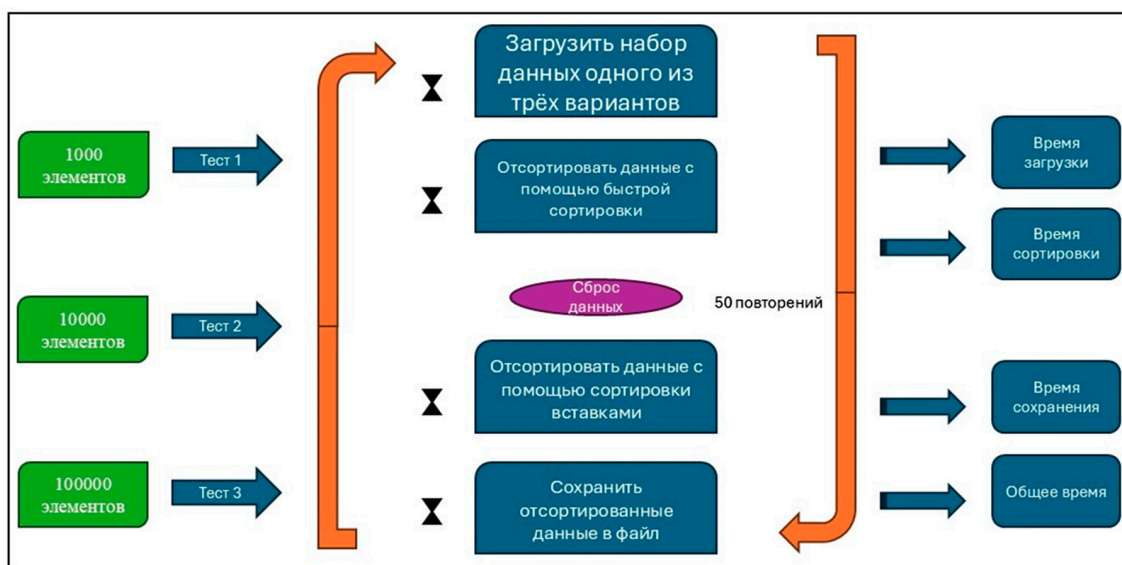 1000
элементов
Тест 1
10000
элементов
Тест 2
100000
элементов
Тест 3
Загрузить набор
данных одного из
трёх вариантов
Отсортировать данные с
помощью быстрой
сортировки
Сброс
данных
50 повторений
Отсортировать данные с
помощью сортировки
вставками
Сохранить
отсортированные
данные в файл
Время
загрузки
Время
сортировки
Время
сохранения
Общее время